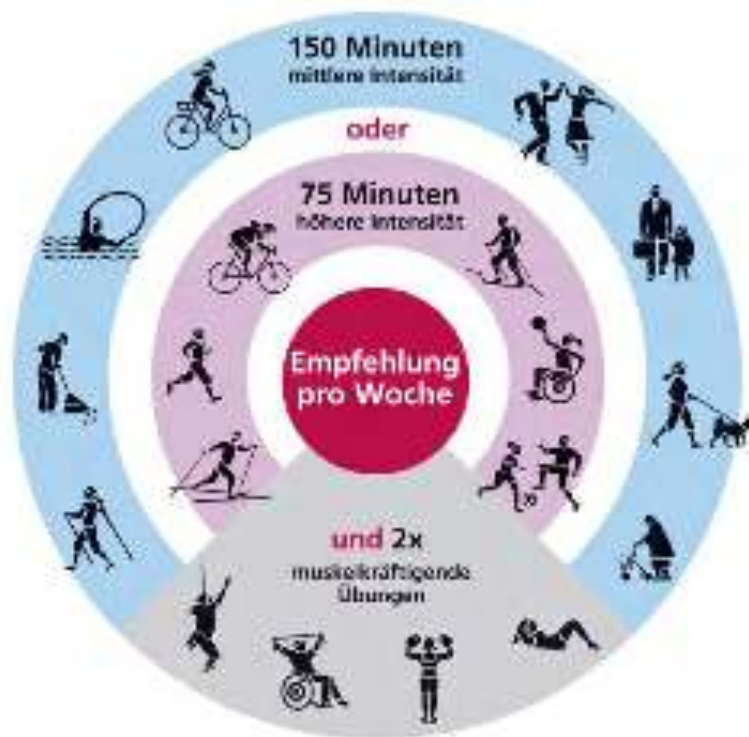 150 Minuten
mittlere Intensität
oder
75 Minuten
höhere Intensität
Empfehlung
pro Woche
und 2x
muskelkräftigende
Übungen